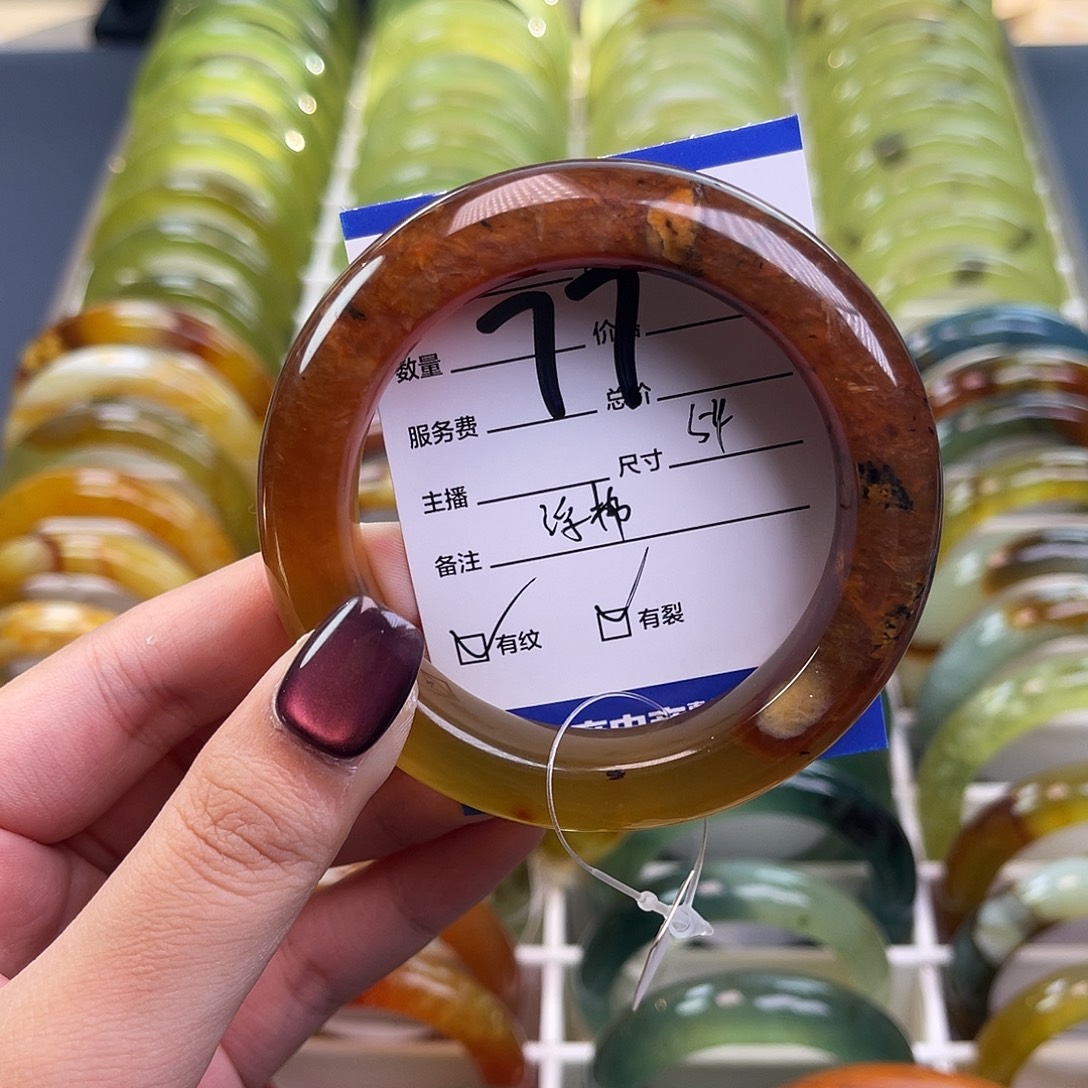 77
数量 价
服务费 总价
主播 尺寸 54
备注
有纹 有裂